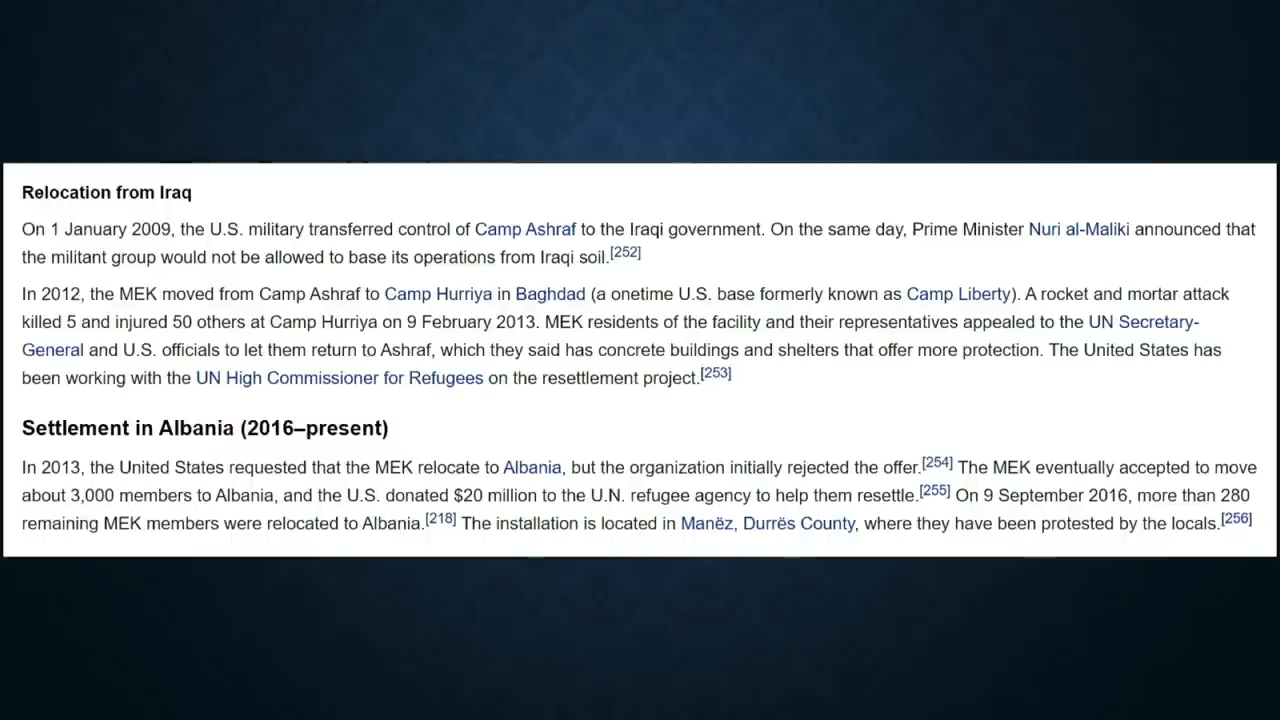 Relocation from Iraq
On 1 January 2009, the U.S. military transferred control of Camp Ashraf to the Iraqi government. On the same day, Prime Minister Nuri al-Maliki announced that
the militant group would not be allowed to base its operations from Iraqi soil.[252]
In 2012, the MEK moved from Camp Ashraf to Camp Hurriya in Baghdad (a onetime U.S. base formerly known as Camp Liberty). A rocket and mortar attack
killed 5 and injured 50 others at Camp Hurriya on 9 February 2013. MEK residents of the facility and their representatives appealed to the UN Secretary-
General and U.S. officials to let them return to Ashraf, which they said has concrete buildings and shelters that offer more protection. The United States has
been working with the UN High Commissioner for Refugees on the resettlement project.[253]
Settlement in Albania (2016–present)
In 2013, the United States requested that the MEK relocate to Albania, but the organization initially rejected the offer.[254] The MEK eventually accepted to move
about 3,000 members to Albania, and the U.S. donated $20 million to the U.N. refugee agency to help them resettle.[255] On 9 September 2016, more than 280
remaining MEK members were relocated to Albania.[218] The installation is located in Manëz, Durrës County, where they have been protested by the locals.[256]